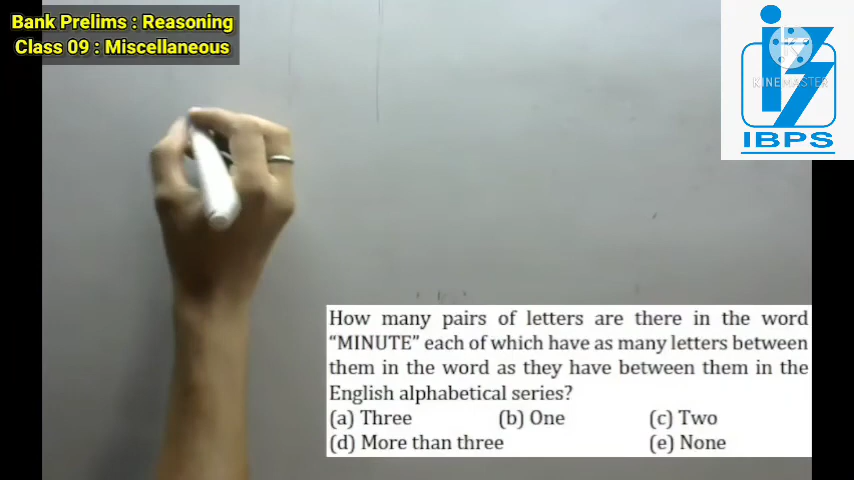 Bank Prelims : Reasoning
Class 09 : Miscellaneous
KINEMASTER
IBPS
How many pairs of letters are there in the word
“MINUTE” each of which have as many letters between
them in the word as they have between them in the
English alphabetical series?
(a) Three (b) One (c) Two
(d) More than three (e) None